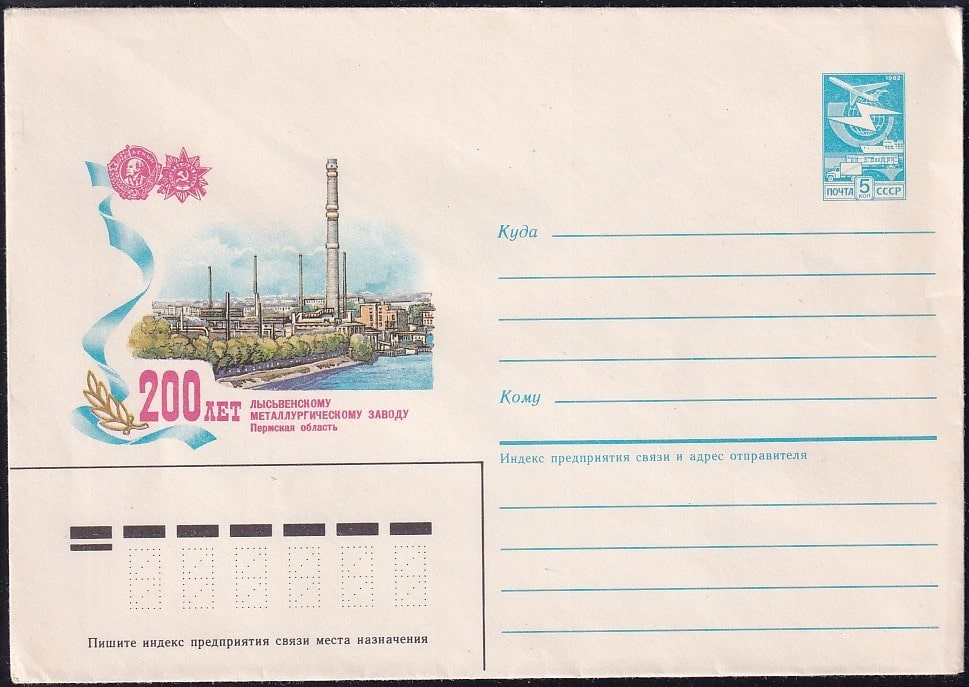 1982
ПОЧТА 5 КОП СССР
200 ЛЕТ
ЛЫСЬВЕНСКОМУ
МЕТАЛЛУРГИЧЕСКОМУ ЗАВОДУ
Пермская область
Куда
Кому
Индекс предприятия связи и адрес отправителя
Пишите индекс предприятия связи места назначения